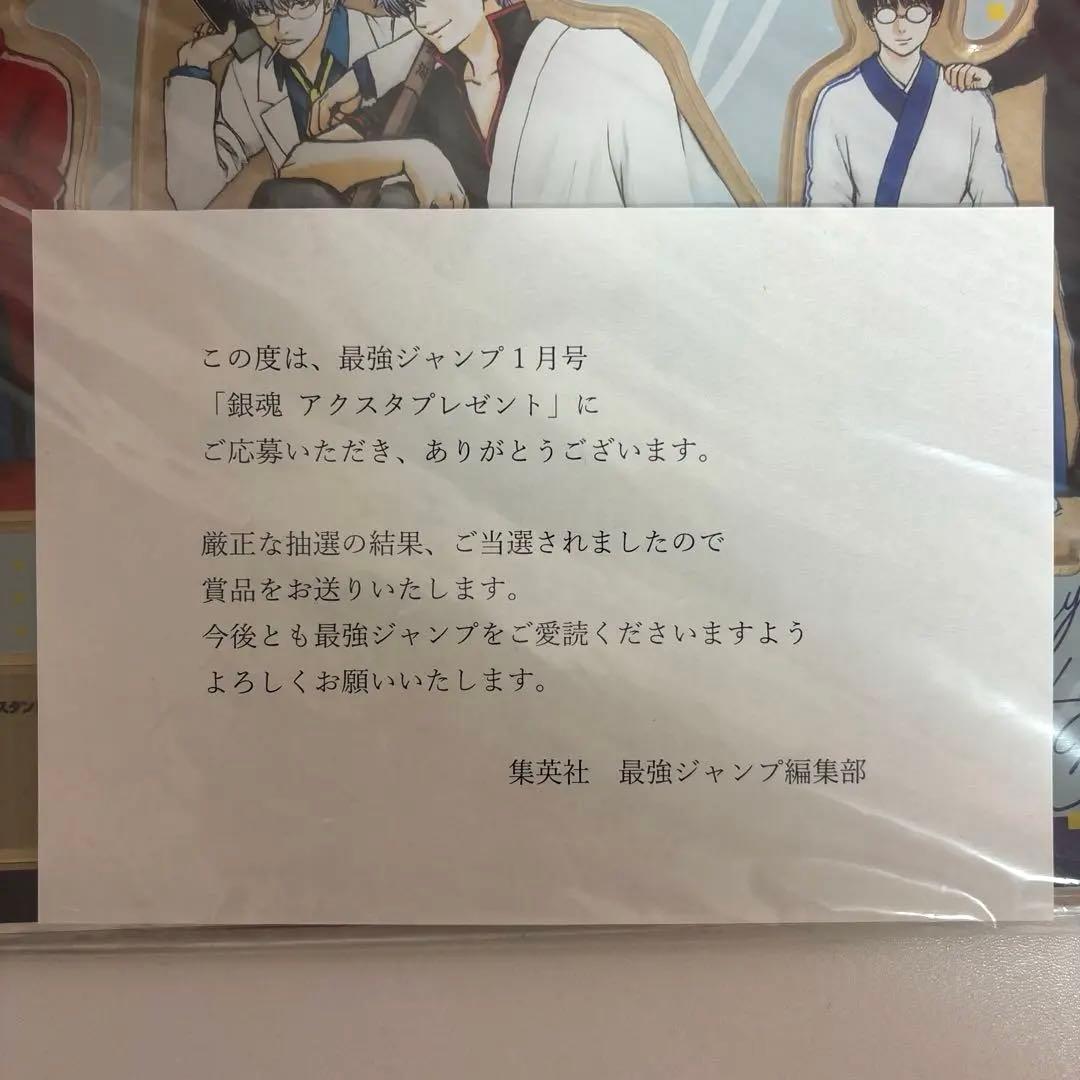 この度は、最強ジャンプ１月号
「銀魂 アクスタプレゼント」に
ご応募いただき、ありがとうございます。
厳正な抽選の結果、ご当選されましたので
賞品をお送りいたします。
今後とも最強ジャンプをご愛読くださいますよう
よろしくお願いいたします。
集英社　最強ジャンプ編集部
スタン